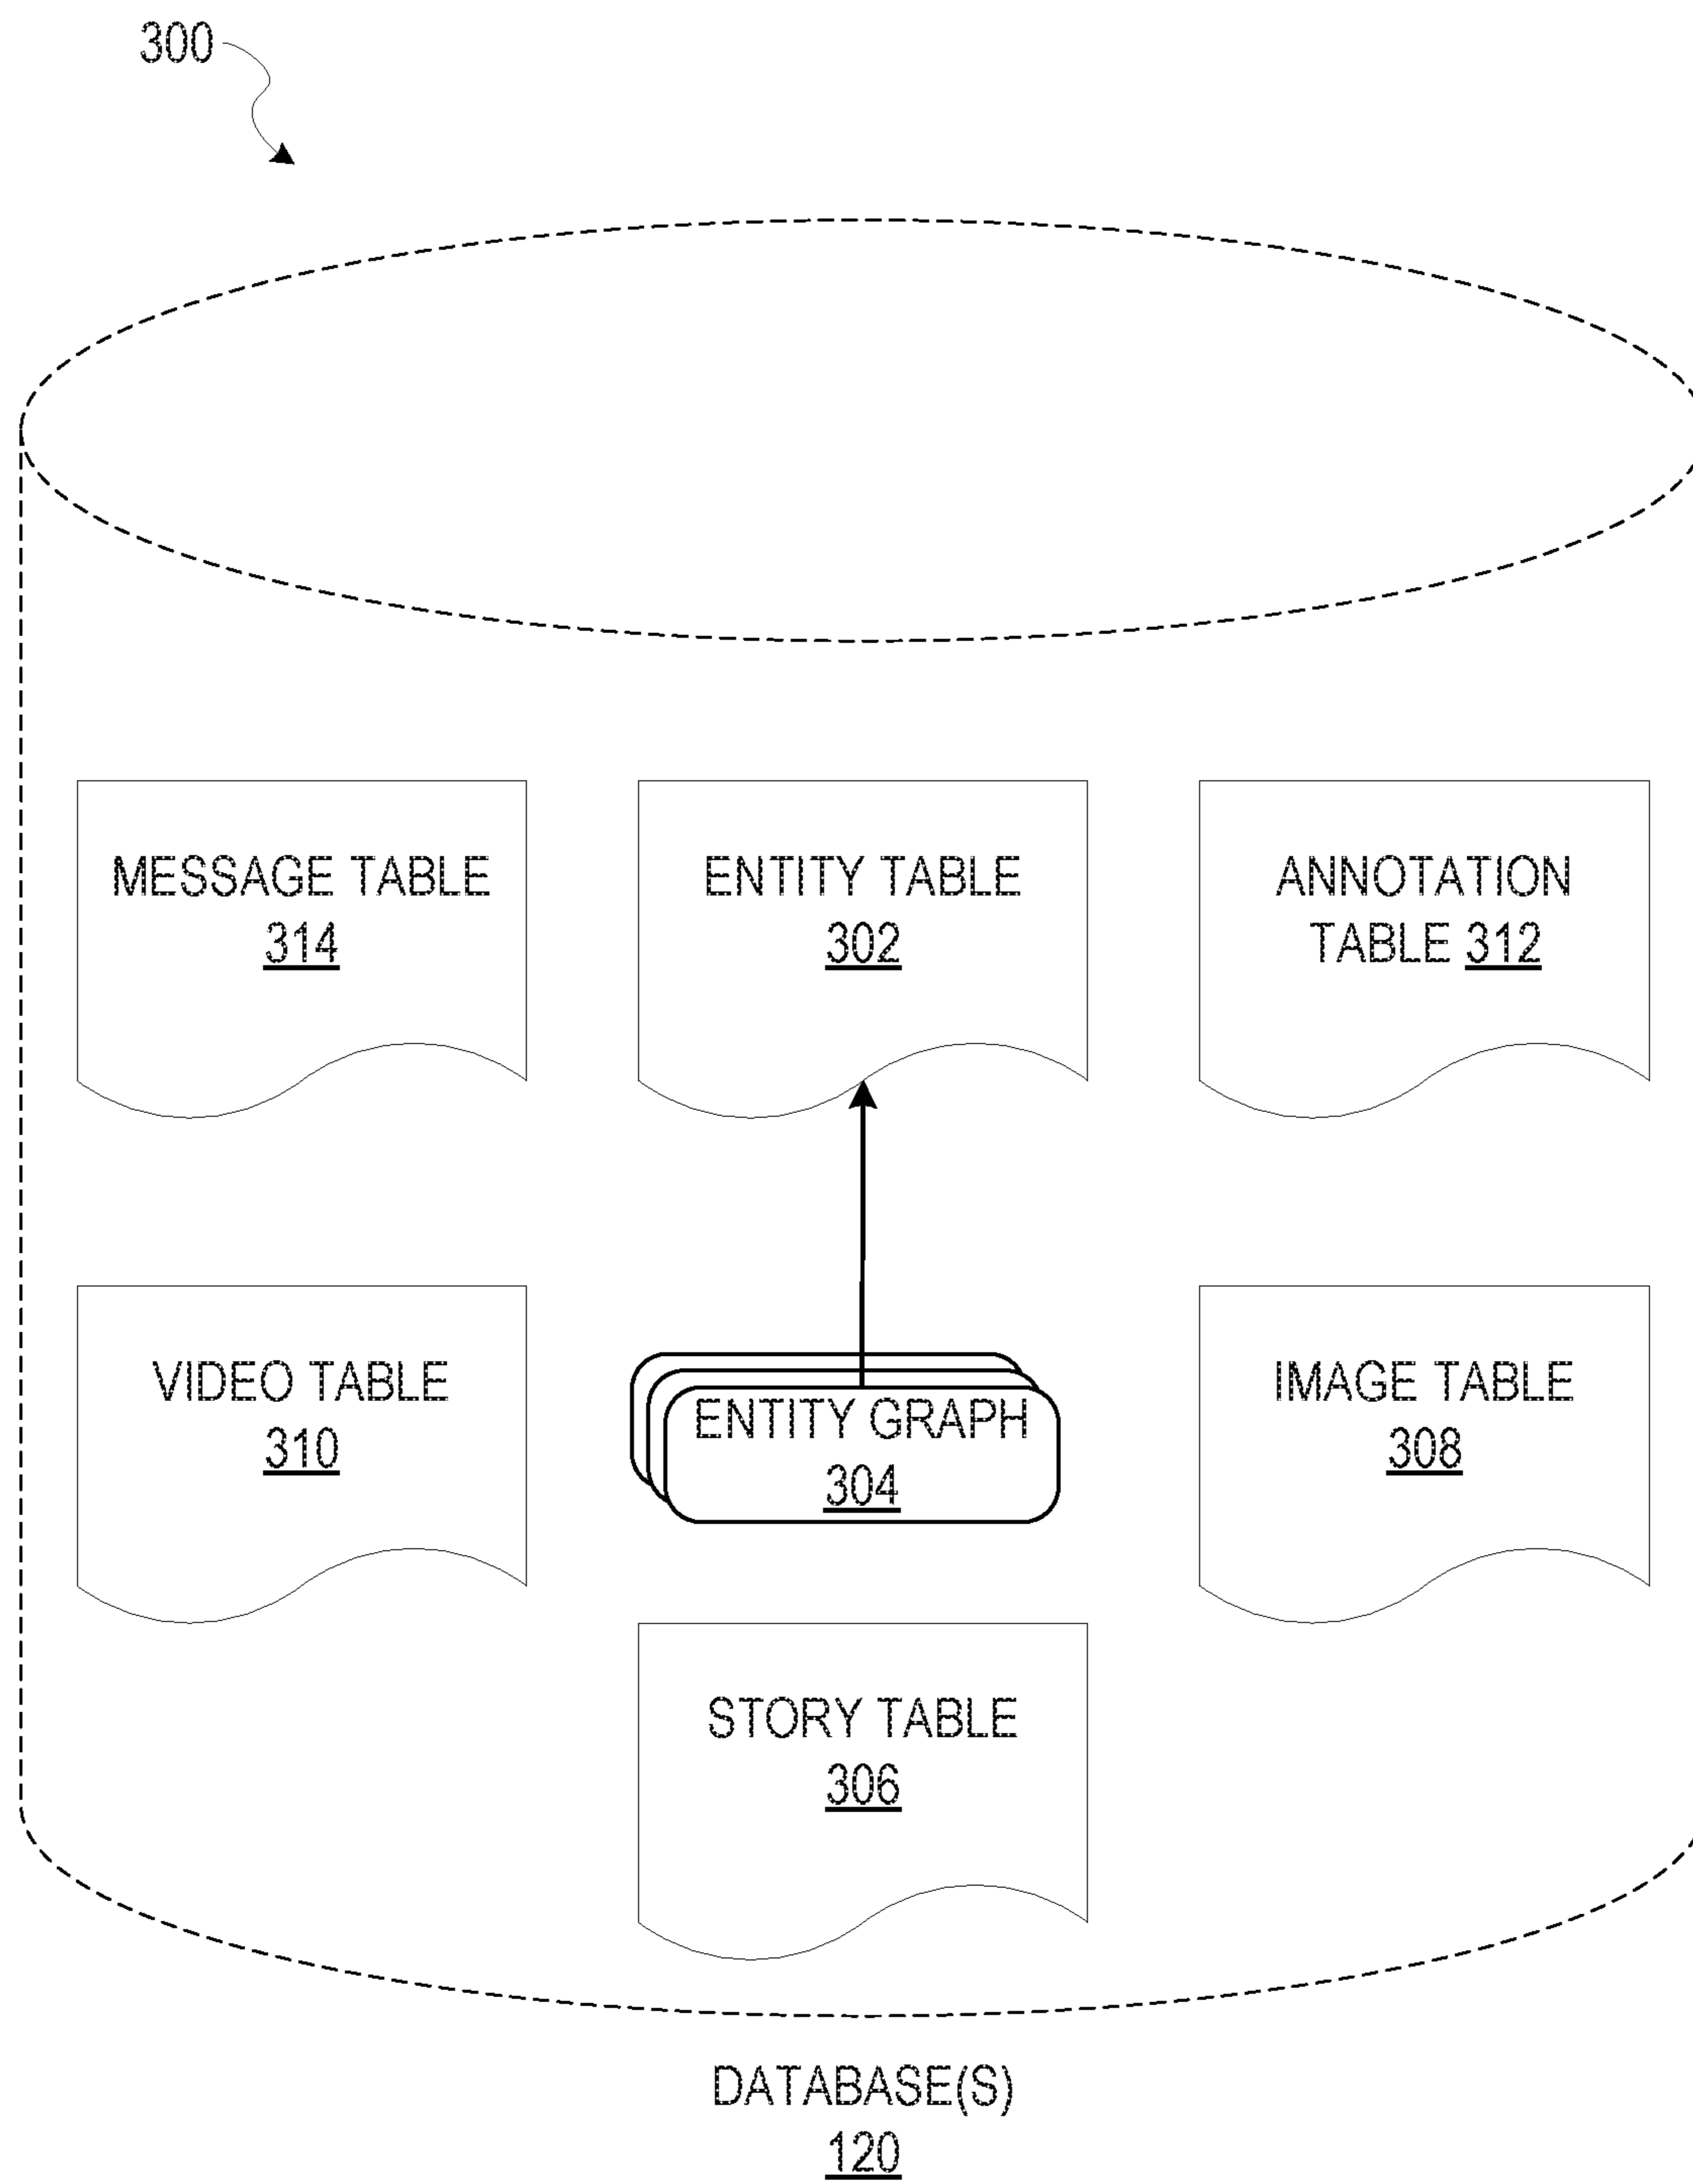 300
MESSAGE TABLE
314
ENTITY TABLE
302
ANNOTATION
TABLE 312
VIDEO TABLE
310
ENTITY GRAPH
304
IMAGE TABLE
308
STORY TABLE
306
DATABASE(S)
120